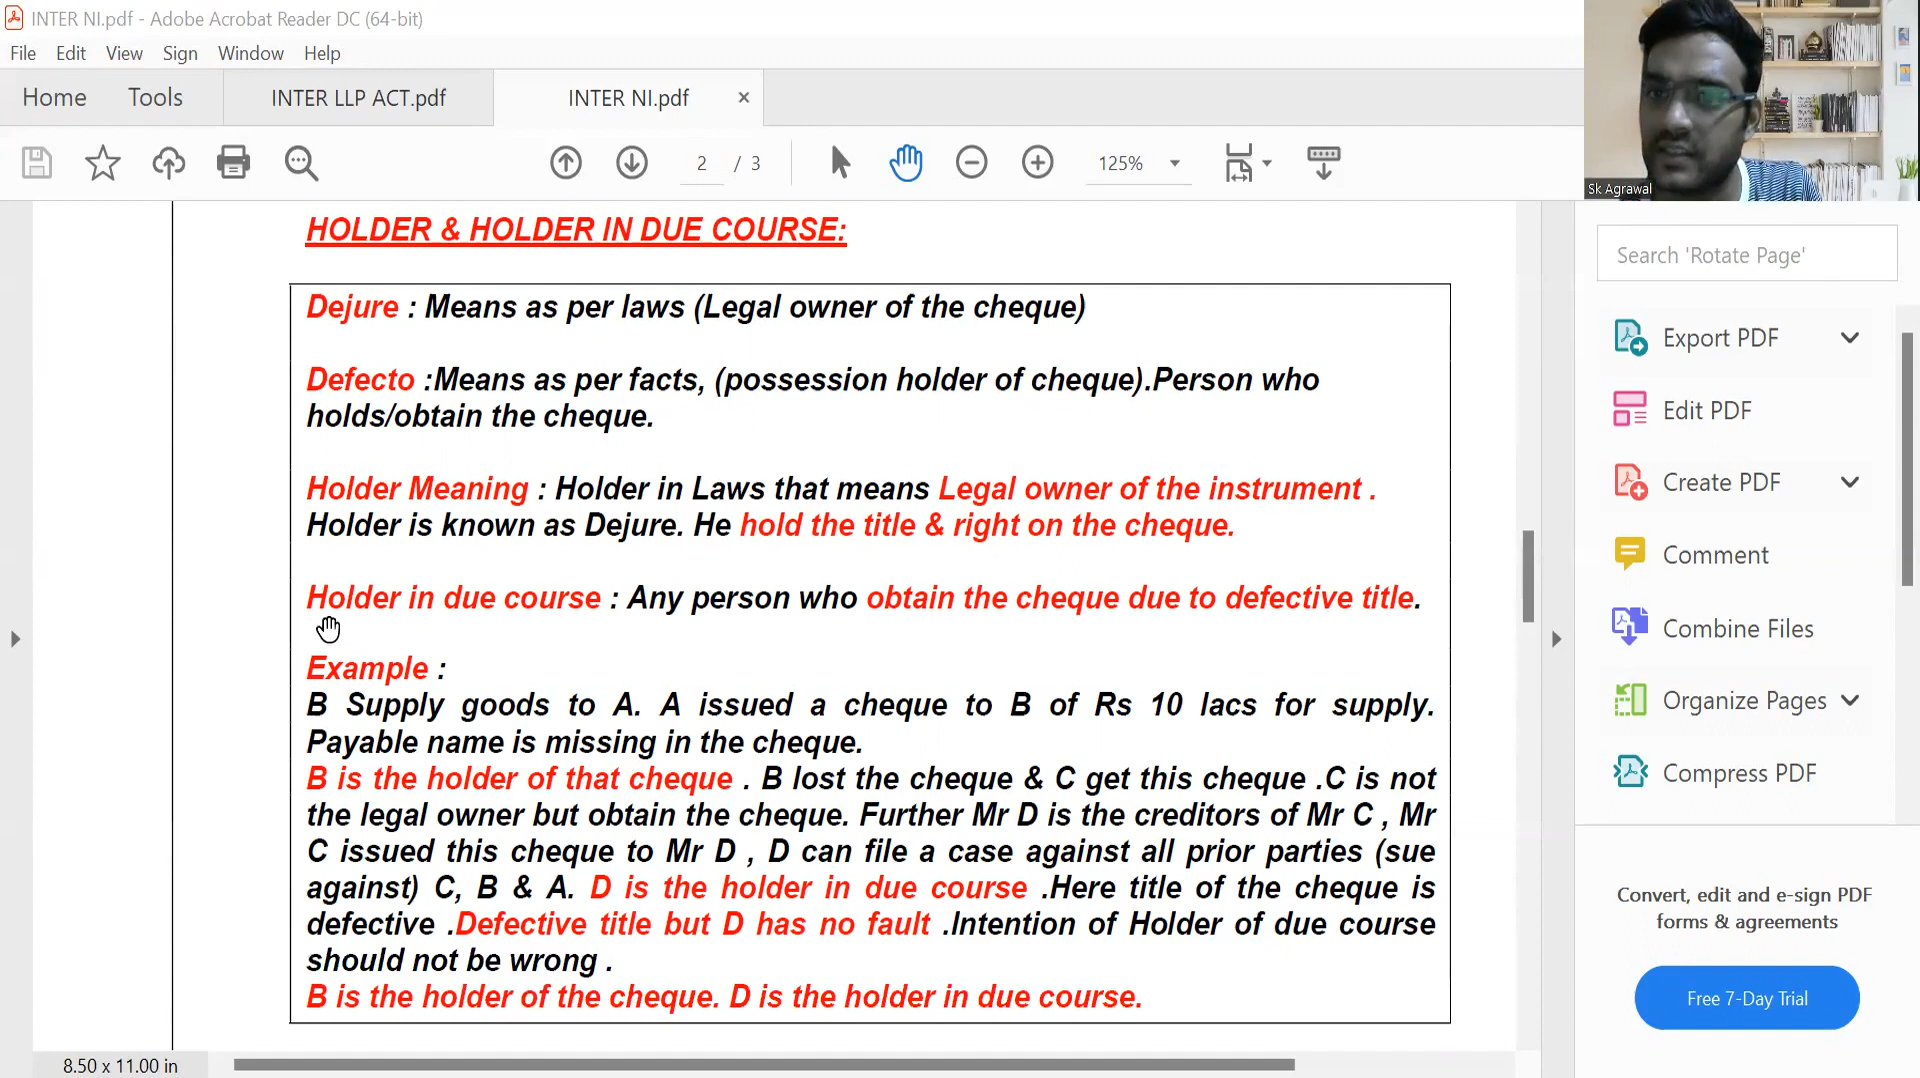 INTER NI.pdf - Adobe Acrobat Reader DC (64-bit)
File Edit View Sign Window Help
Home Tools INTER LLP ACT.pdf INTER NI.pdf ×
2 / 3 125%
Sk Agrawal
HOLDER & HOLDER IN DUE COURSE:
Dejure : Means as per laws (Legal owner of the cheque)
Defecto :Means as per facts, (possession holder of cheque).Person who
holds/obtain the cheque.
Holder Meaning : Holder in Laws that means Legal owner of the instrument .
Holder is known as Dejure. He hold the title & right on the cheque.
Holder in due course : Any person who obtain the cheque due to defective title.
Example :
B Supply goods to A. A issued a cheque to B of Rs 10 lacs for supply.
Payable name is missing in the cheque.
B is the holder of that cheque . B lost the cheque & C get this cheque .C is not
the legal owner but obtain the cheque. Further Mr D is the creditors of Mr C , Mr
C issued this cheque to Mr D , D can file a case against all prior parties (sue
against) C, B & A. D is the holder in due course .Here title of the cheque is
defective .Defective title but D has no fault .Intention of Holder of due course
should not be wrong .
B is the holder of the cheque. D is the holder in due course.
8.50 x 11.00 in
Search 'Rotate Page'
Export PDF
Edit PDF
Create PDF
Comment
Combine Files
Organize Pages
Compress PDF
Convert, edit and e-sign PDF
forms & agreements
Free 7-Day Trial